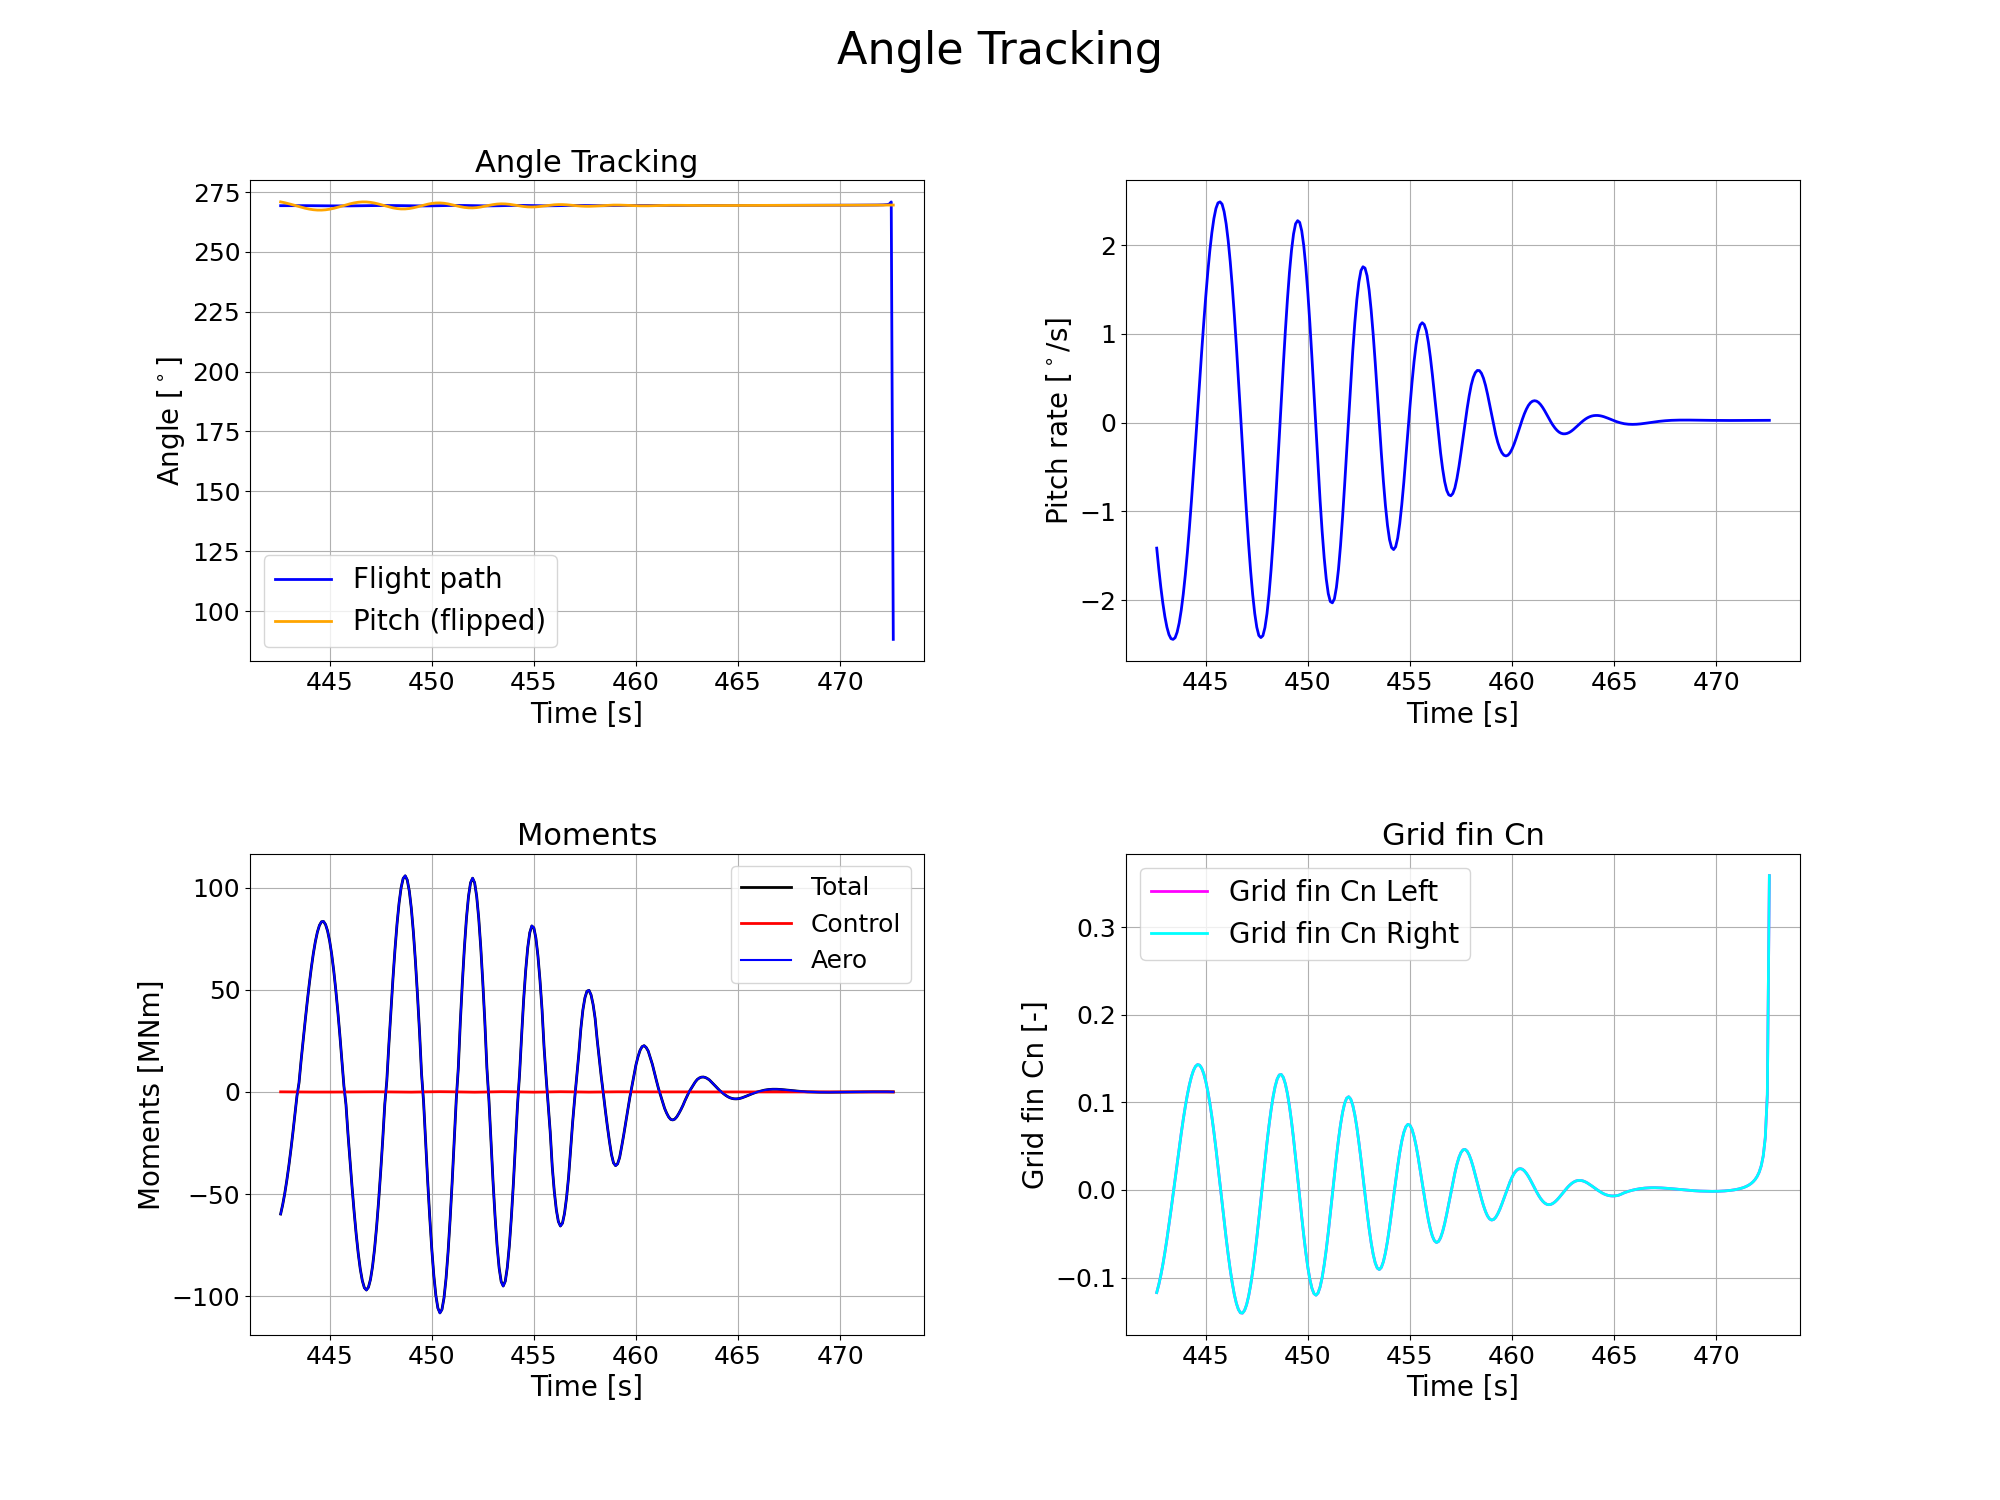 Angle Tracking
Angle Tracking
275
250
225
200
175
150
125
100
Angle [°]
Flight path
Pitch (flipped)
445 450 455 460 465 470
Time [s]
2
1
0
−1
−2
Pitch rate [°/s]
445 450 455 460 465 470
Time [s]
Moments
100
50
0
−50
−100
Moments [MNm]
Total
Control
Aero
445 450 455 460 465 470
Time [s]
Grid fin Cn
Grid fin Cn Left
Grid fin Cn Right
0.3
0.2
0.1
0.0
−0.1
Grid fin Cn [-]
445 450 455 460 465 470
Time [s]